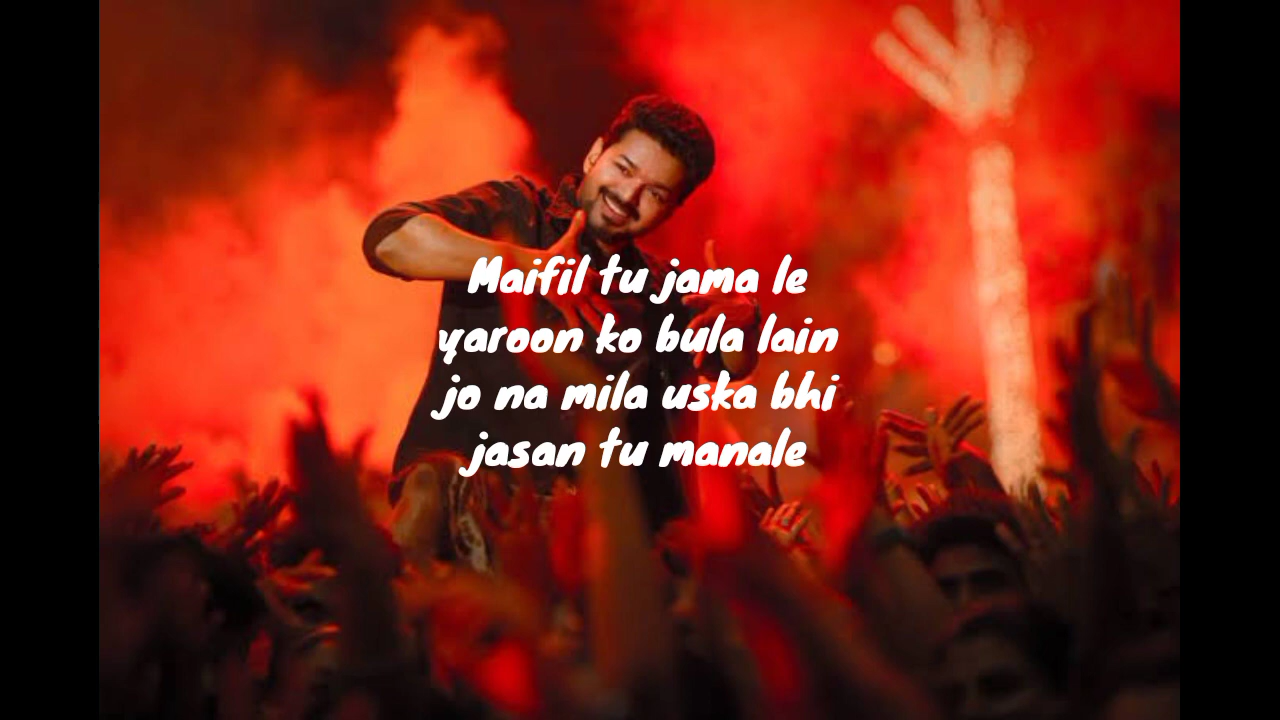 Maifil tu jama le
yaroon ko bula lain
jo na mila uska bhi
jasan tu manale